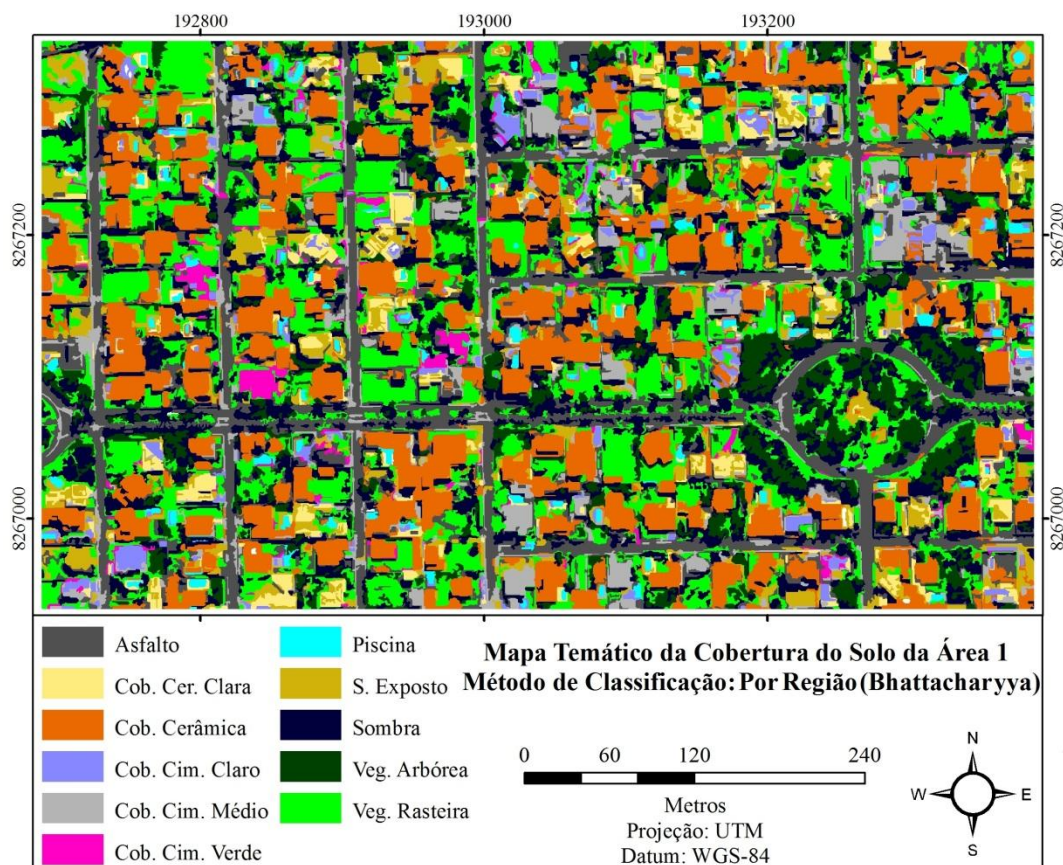 192800 193000 193200
8267200 8267200
8267000 8267000
Asfalto
Cob. Cer. Clara
Cob. Cerâmica
Cob. Cim. Claro
Cob. Cim. Médio
Cob. Cim. Verde
Piscina
S. Exposto
Sombra
Veg. Arbórea
Veg. Rasteira
Mapa Temático da Cobertura do Solo da Área 1
Método de Classificação: Por Região (Bhattacharyya)
0 60 120 240
Metros
Projeção: UTM
Datum: WGS-84
N
W E
S